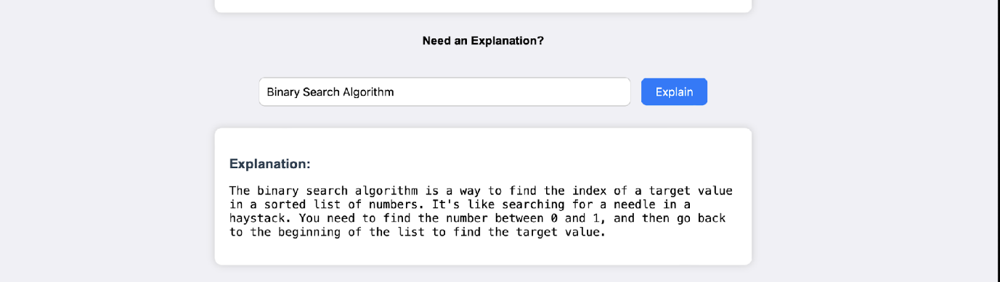 Need an Explanation?
Binary Search Algorithm
Explain
Explanation:
The binary search algorithm is a way to find the index of a target value
in a sorted list of numbers. It's like searching for a needle in a
haystack. You need to find the number between 0 and 1, and then go back
to the beginning of the list to find the target value.